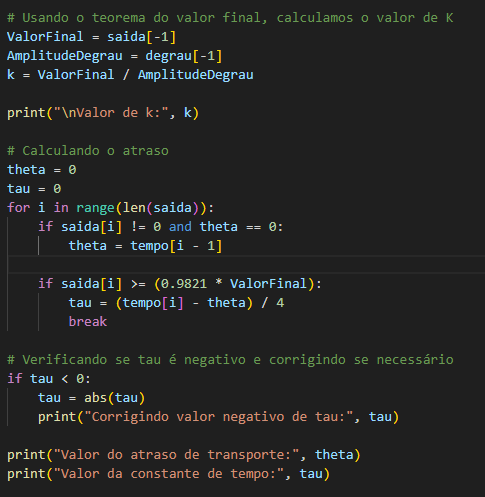 # Usando o teorema do valor final, calculamos o valor de K
ValorFinal = saida[-1]
AmplitudeDegrau = degrau[-1]
k = ValorFinal / AmplitudeDegrau

print("\nValor de k:", k)

# Calculando o atraso
theta = 0
tau = 0
for i in range(len(saida)):
    if saida[i] != 0 and theta == 0:
        theta = tempo[i - 1]

    if saida[i] >= (0.9821 * ValorFinal):
        tau = (tempo[i] - theta) / 4
        break

# Verificando se tau é negativo e corrigindo se necessário
if tau < 0:
    tau = abs(tau)
    print("Corrigindo valor negativo de tau:", tau)

print("Valor do atraso de transporte:", theta)
print("Valor da constante de tempo:", tau)